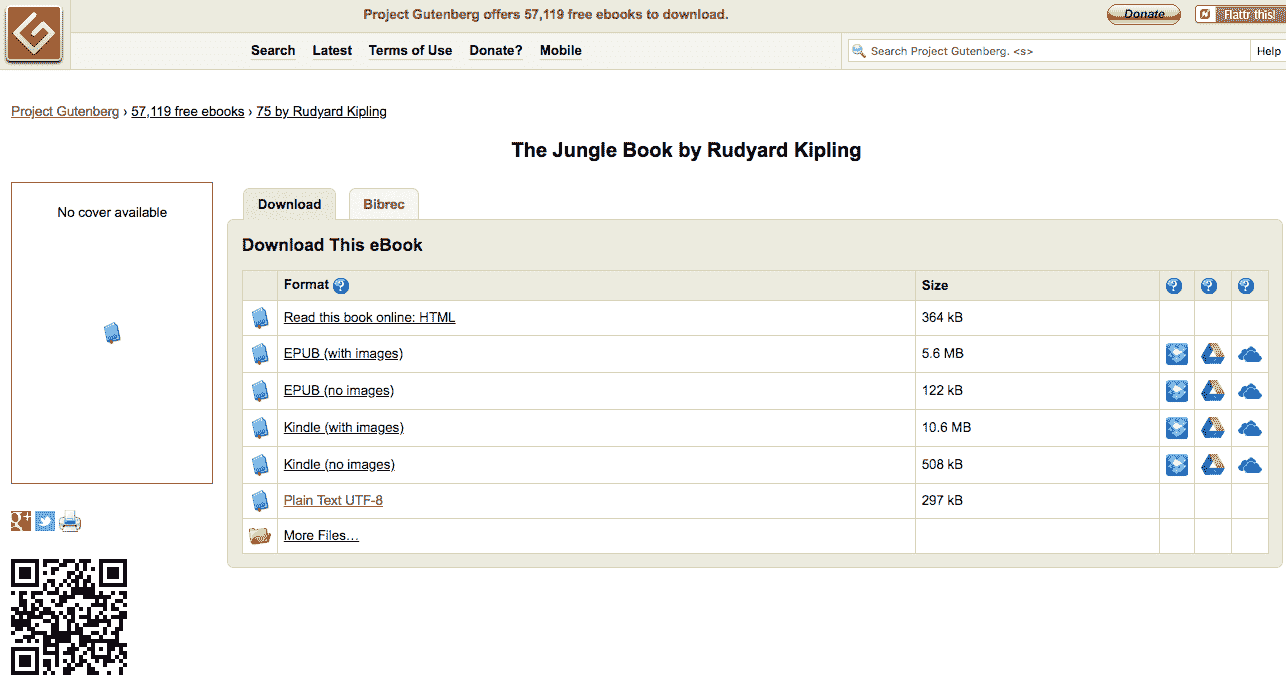 Project Gutenberg offers 57,119 free ebooks to download.
Donate
Flattr this!
Search Latest Terms of Use Donate? Mobile
Search Project Gutenberg. <s>
Help
Project Gutenberg › 57,119 free ebooks › 75 by Rudyard Kipling
The Jungle Book by Rudyard Kipling
No cover available
Download Bibrec
Download This eBook
Format ? Size ? ? ?
Read this book online: HTML 364 kB
EPUB (with images) 5.6 MB
EPUB (no images) 122 kB
Kindle (with images) 10.6 MB
Kindle (no images) 508 kB
Plain Text UTF-8 297 kB
More Files…